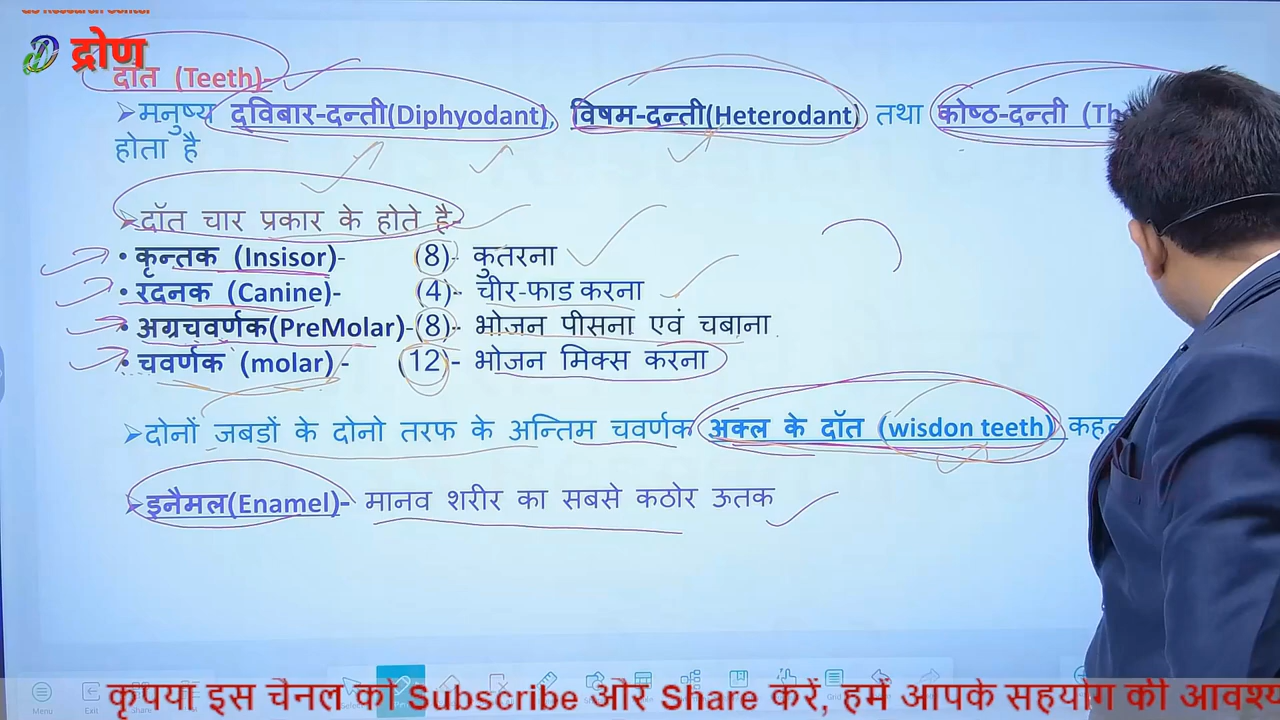 द्रोण
दाँत (Teeth)-
➢मनुष्य द्विबार-दन्ती(Diphyodant), विषम-दन्ती(Heterodant) तथा कोष्ठ-दन्ती
होता है
➢दॉत चार प्रकार के होते है-
• कृन्तक (Insisor)- (8)- कुतरना
• रदनक (Canine)- (4)- चीर-फाड करना
• अग्रचवर्णक(PreMolar)-(8)- भोजन पीसना एवं चबाना
• चवर्णक (molar) - (12)- भोजन मिक्स करना
➢दोनों जबडों के दोनो तरफ के अन्तिम चवर्णक अक्ल के दॉत (wisdon teeth)
➢इनैमल(Enamel)- मानव शरीर का सबसे कठोर ऊतक
कृपया इस चैनल को Subscribe और Share करें, हमें आपके सहयोग की